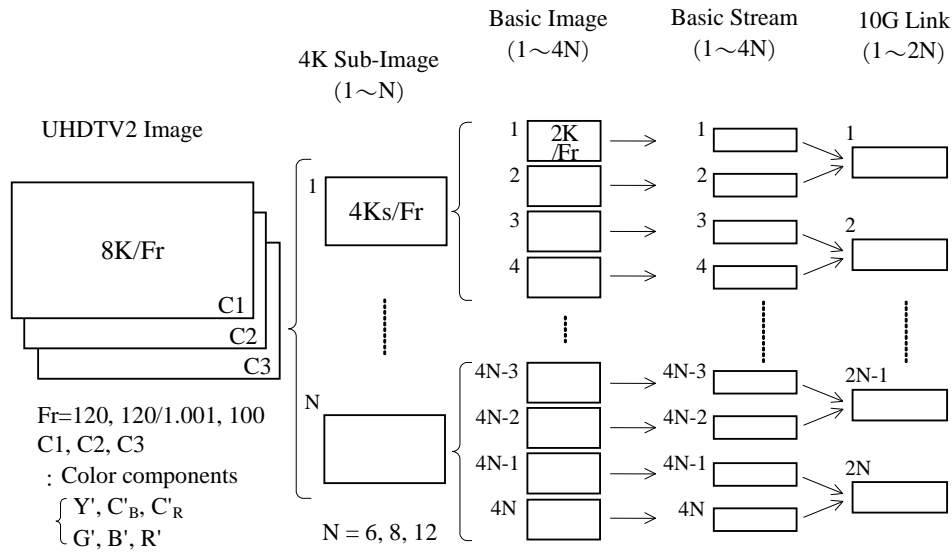 Basic Image
(1～4N)
Basic Stream
(1～4N)
10G Link
(1～2N)
4K Sub-Image
(1～N)
UHDTV2 Image
8K/Fr
C1
C2
C3
Fr=120, 120/1.001, 100
C1, C2, C3
: Color components
Y', C'B, C'R
G', B', R'
1
4Ks/Fr
N
N = 6, 8, 12
1
2K
/Fr
2
3
4
4N-3
4N-2
4N-1
4N
1
2
3
4
4N-3
4N-2
4N-1
4N
1
2
2N-1
2N